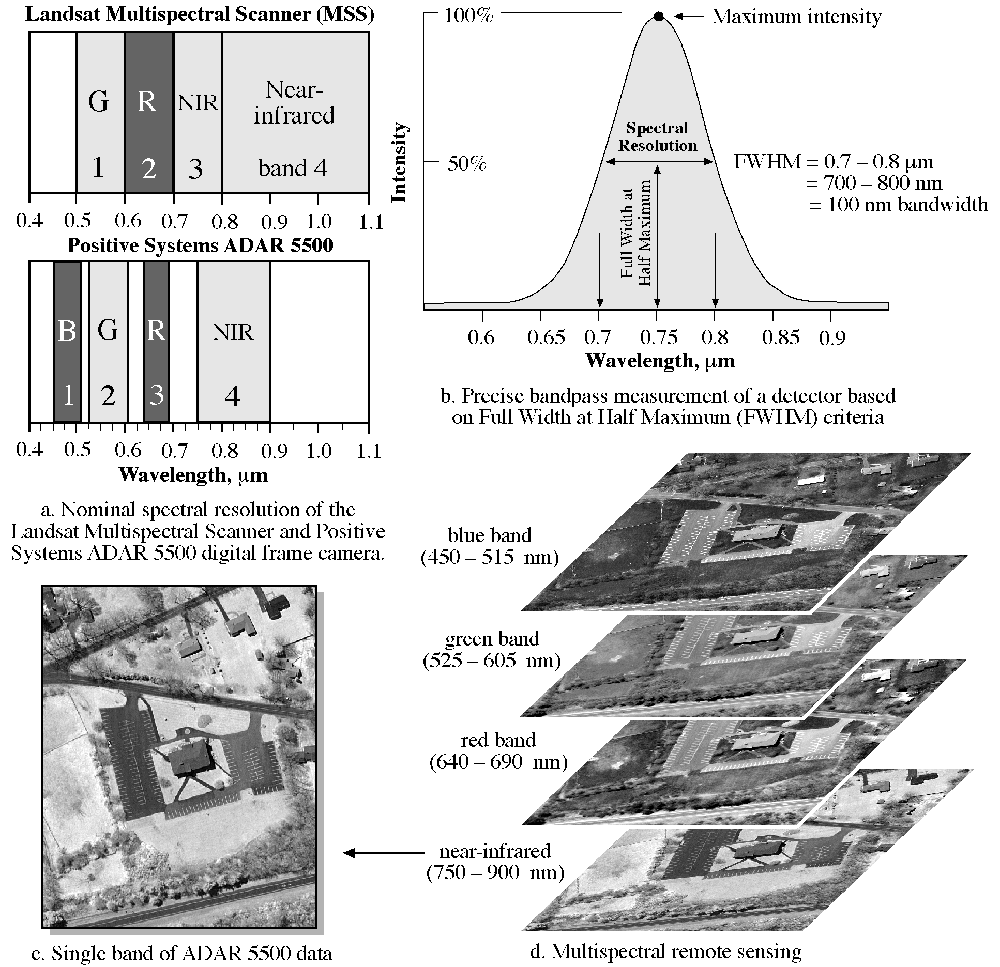 Landsat Multispectral Scanner (MSS)
G
R
NIR
Near-
infrared
1
2
3
band 4
0.4 0.5 0.6 0.7 0.8 0.9 1.0 1.1
Positive Systems ADAR 5500
B
G
R
NIR
1
2
3
4
0.4 0.5 0.6 0.7 0.8 0.9 1.0 1.1
Wavelength, μm
a. Nominal spectral resolution of the
Landsat Multispectral Scanner and Positive
Systems ADAR 5500 digital frame camera.
100%
Maximum intensity
Intensity
Spectral
Resolution
50%
Full Width at
Half Maximum
FWHM = 0.7 – 0.8 μm
= 700 – 800 nm
= 100 nm bandwidth
0.6 0.65 0.7 0.75 0.8 0.85 0.9
Wavelength, μm
b. Precise bandpass measurement of a detector based
on Full Width at Half Maximum (FWHM) criteria
blue band
(450 – 515 nm)
green band
(525 – 605 nm)
red band
(640 – 690 nm)
near-infrared
(750 – 900 nm)
c. Single band of ADAR 5500 data
d. Multispectral remote sensing